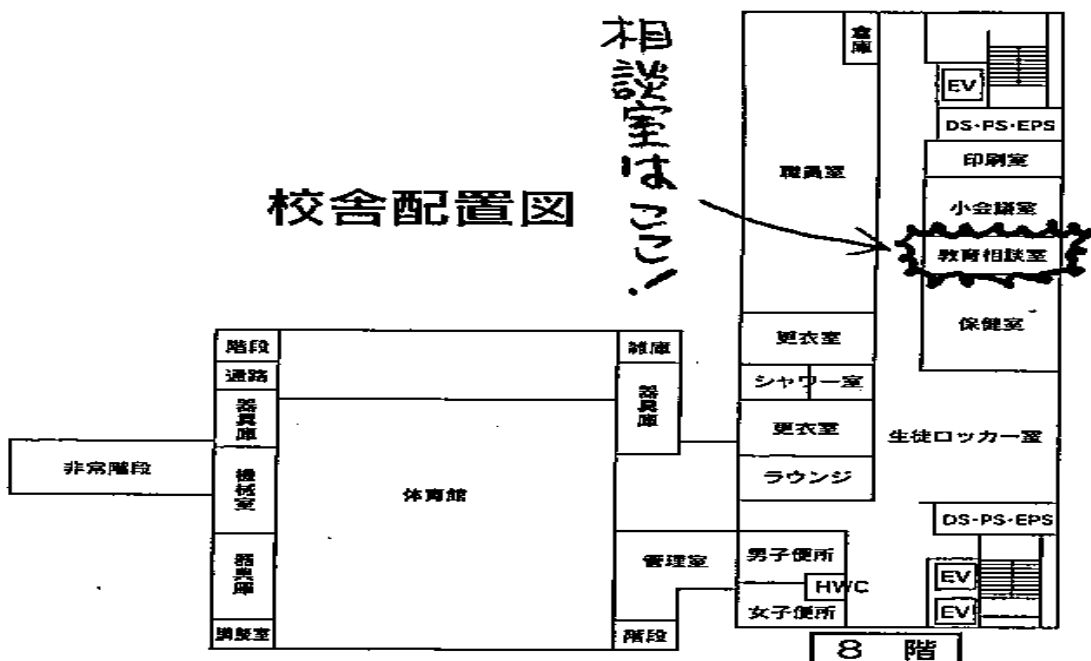 相談室はここ!
校舎配置図
倉庫
EV
DS・PS・EPS
印刷室
職員室
小会議室
教育相談室
保健室
更衣室
シャワー室
更衣室
生徒ロッカー室
ラウンジ
DS・PS・EPS
階段
通路
器具庫
機械室
器具庫
非常階段
体育館
雑庫
器具庫
管理室
男子便所
HWC
女子便所
EV
EV
階段
8 階